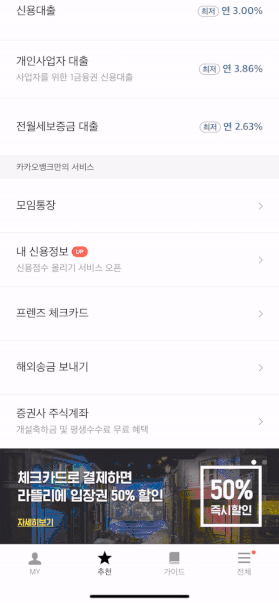 신용대출
최저 연 3.00%
개인사업자 대출
사업자를 위한 1금융권 신용대출
최저 연 3.86%
전월세보증금 대출
최저 연 2.63%
카카오뱅크만의 서비스
모임통장
내 신용정보 UP
신용점수 올리기 서비스 오픈
프렌즈 체크카드
해외송금 보내기
증권사 주식계좌
개설축하금 및 평생수수료 무료 혜택
체크카드로 결제하면
라뜰리에 입장권 50% 할인
자세히보기
50%
즉시할인
MY
추천
가이드
전체